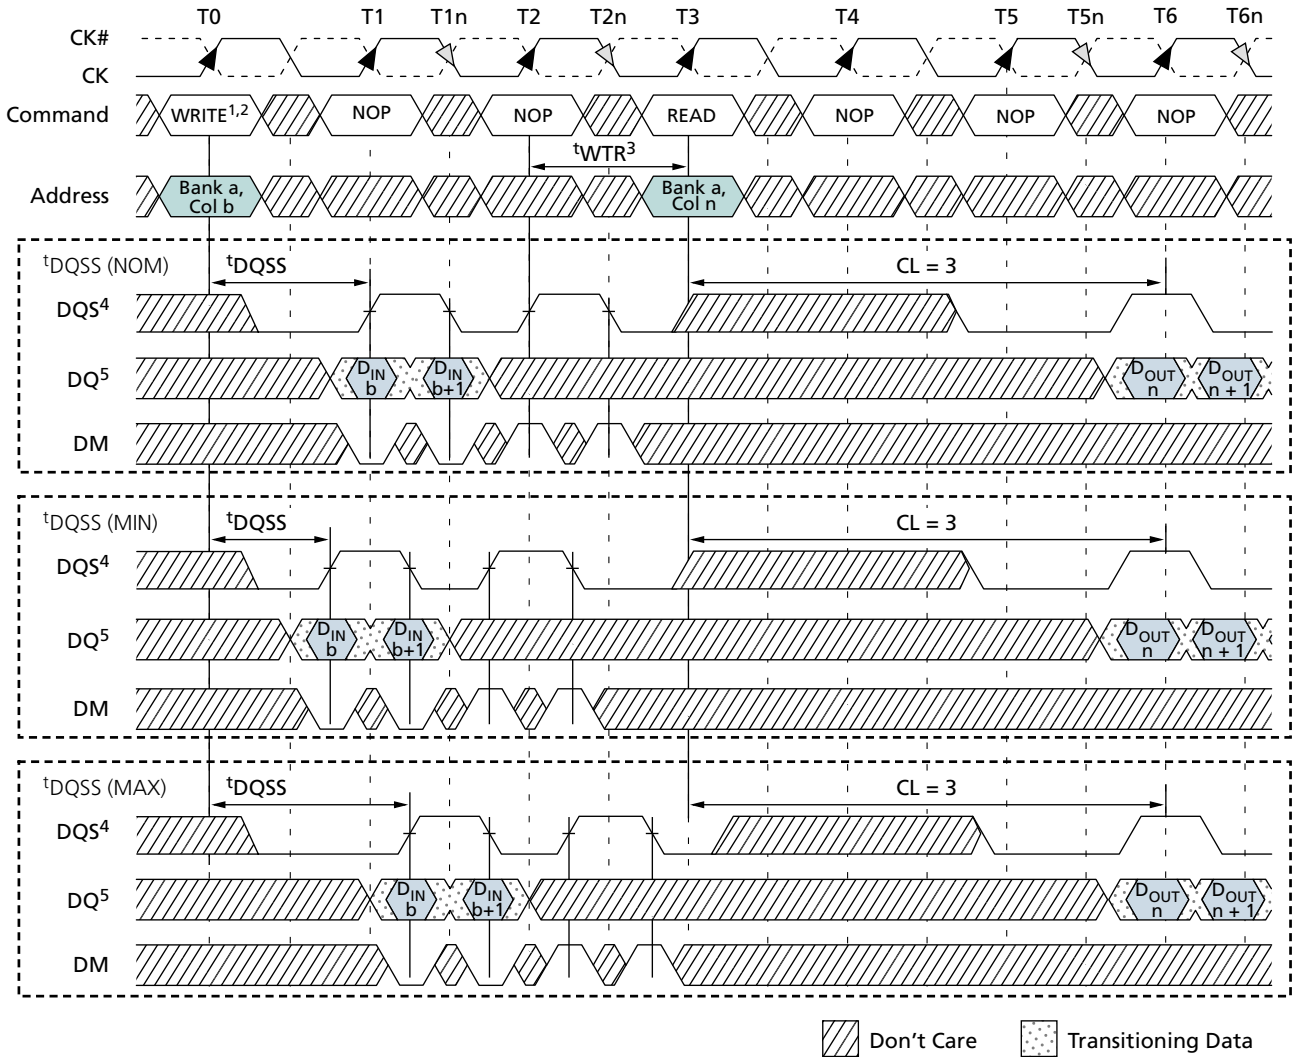 T0 T1 T1n T2 T2n T3 T4 T5 T5n T6 T6n
CK#
CK
Command WRITE1,2 NOP NOP READ NOP NOP NOP
tWTR3
Address Bank a, Col b Bank a, Col n
tDQSS (NOM) tDQSS CL = 3
DQS4
DQ5 DIN b DIN b+1 DOUT n DOUT n + 1
DM
tDQSS (MIN) tDQSS CL = 3
DQS4
DQ5 DIN b DIN b+1 DOUT n DOUT n + 1
DM
tDQSS (MAX) tDQSS CL = 3
DQS4
DQ5 DIN b DIN b+1 DOUT n DOUT n + 1
DM
Don't Care Transitioning Data